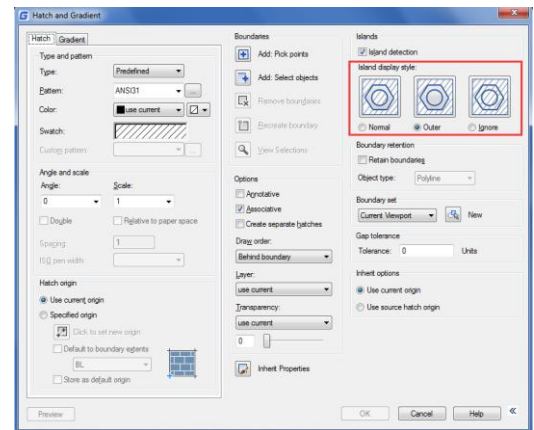 Hatch and Gradient
Hatch
Gradient
Type and pattern
Type:
Predefined
Pattern:
ANSI31
...
Color:
use current
Swatch:
Custom pattern:
...
Angle and scale
Angle:
Scale:
0
1
Double
Relative to paper space
Spacing:
1
ISO pen width:
Hatch origin
Use current origin
Specified origin
Click to set new origin
Default to boundary extents
BL
Store as default origin
Preview
Boundaries
Add: Pick points
Add: Select objects
Remove boundaries
Recreate boundary
View Selections
Options
Annotative
Associative
Create separate hatches
Draw order:
Behind boundary
Layer:
use current
Transparency:
use current
0
Inherit Properties
Islands
Island detection
Island display style:
Normal
Outer
Ignore
Boundary retention
Retain boundaries
Object type:
Polyline
Boundary set
Current Viewport
New
Gap tolerance
Tolerance:
0
Units
Inherit options
Use current origin
Use source hatch origin
OK
Cancel
Help